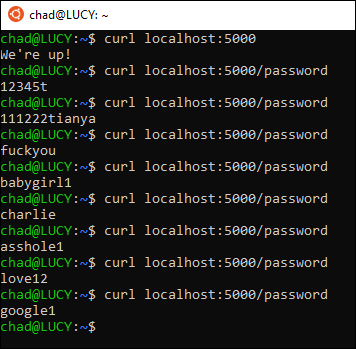 chad@LUCY: ~
chad@LUCY:~$ curl localhost:5000
We're up!
chad@LUCY:~$ curl localhost:5000/password
12345t
chad@LUCY:~$ curl localhost:5000/password
111222tianya
chad@LUCY:~$ curl localhost:5000/password
fuckyou
chad@LUCY:~$ curl localhost:5000/password
babygirl1
chad@LUCY:~$ curl localhost:5000/password
charlie
chad@LUCY:~$ curl localhost:5000/password
asshole1
chad@LUCY:~$ curl localhost:5000/password
love12
chad@LUCY:~$ curl localhost:5000/password
google1
chad@LUCY:~$